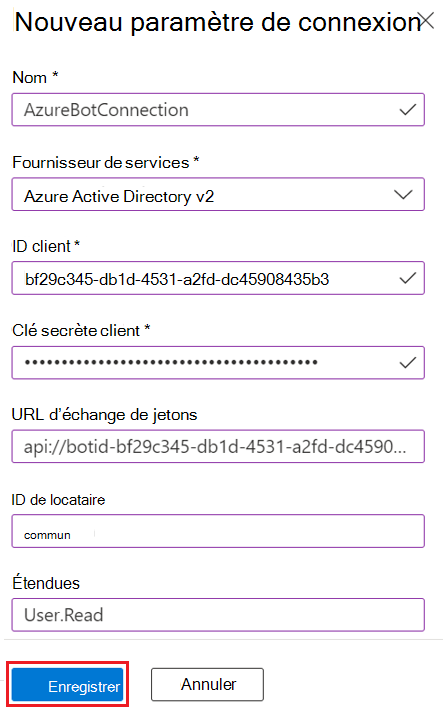 Nouveau paramètre de connexion
Nom *
AzureBotConnection
Fournisseur de services *
Azure Active Directory v2
ID client *
bf29c345-db1d-4531-a2fd-dc45908435b3
Clé secrète client *
••••••••••••••••••••••••••••••••••••••••
URL d’échange de jetons
api://botid-bf29c345-db1d-4531-a2fd-dc4590...
ID de locataire
commun
Étendues
User.Read
Enregistrer
Annuler